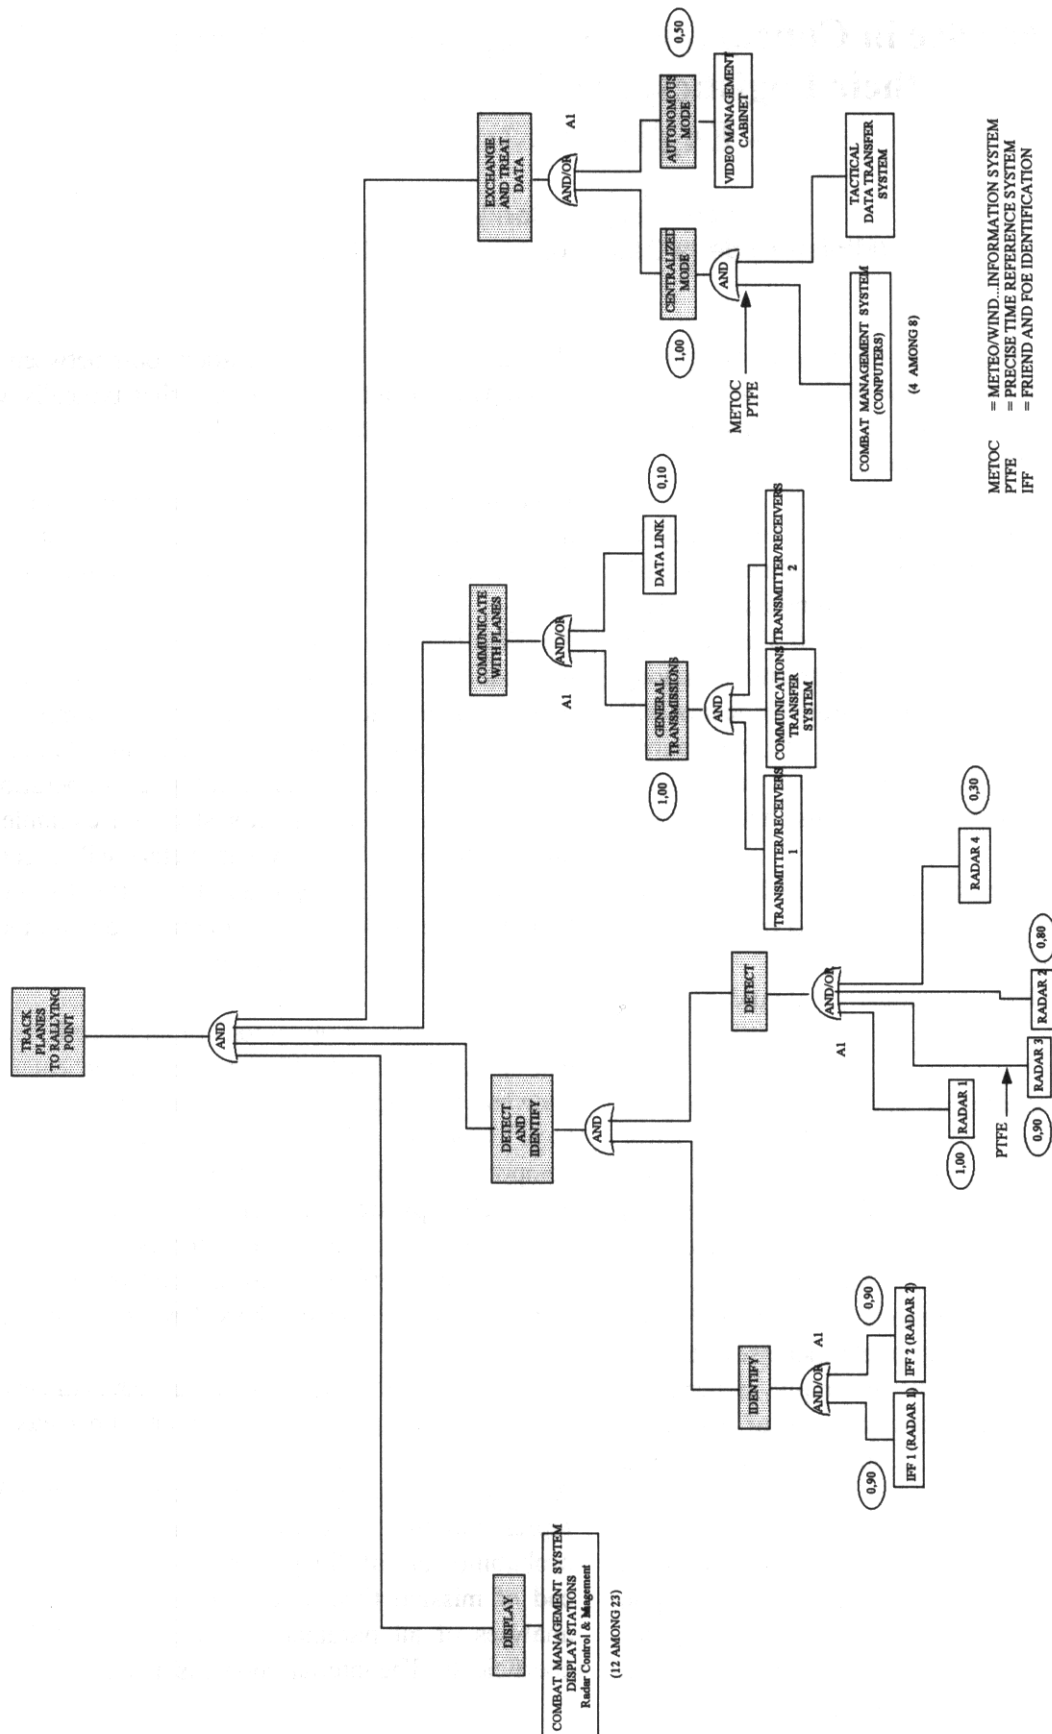 TRACK
PLANES
TO RALLYING
POINT
AND
DISPLAY
COMBAT MANAGEMENT SYSTEM
DISPLAY STATIONS
Radar Control & Mngement
(12 AMONG 23)
DETECT
AND
IDENTIFY
AND
IDENTIFY
AND/OR
A1
0,90
IFF 1 (RADAR 1)
0,90
IFF 2 (RADAR 2)
DETECT
AND/OR
A1
1,00
RADAR 1
PTFE
0,90
RADAR 3
RADAR 2
0,80
RADAR 4
0,30
COMMUNICATE
WITH PLANES
AND/OR
A1
1,00
GENERAL
TRANSMISSIONS
AND
TRANSMITTER/RECEIVERS
1
COMMUNICATIONS
TRANSFER
SYSTEM
TRANSMITTER/RECEIVERS
2
DATA LINK
0,10
EXCHANGE
AND TREAT
DATA
AND/OR
A1
1,00
CENTRALIZED
MODE
AND
METOC
PTFE
COMBAT MANAGEMENT SYSTEM
(CONPUTERS)
(4 AMONG 8)
TACTICAL
DATA TRANSFER
SYSTEM
AUTONOMOUS
MODE
0,50
VIDEO MANAGEMENT
CABINET
METOC = METEO/WIND...INFORMATION SYSTEM
PTFE = PRECISE TIME REFERENCE SYSTEM
IFF = FRIEND AND FOE IDENTIFICATION